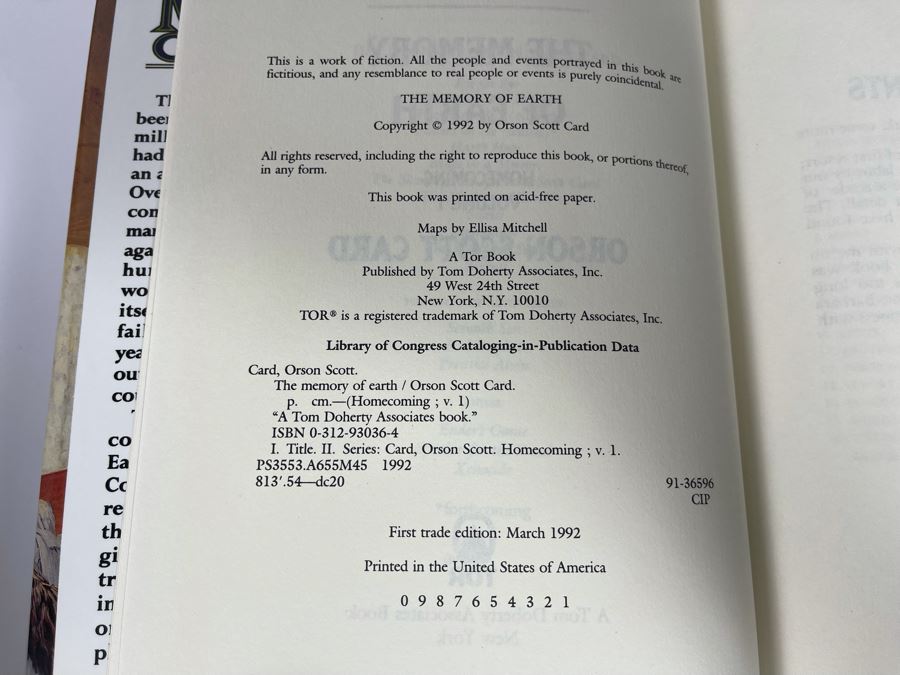 This is a work of fiction. All the people and events portrayed in this book are
fictitious, and any resemblance to real people or events is purely coincidental.
THE MEMORY OF EARTH
Copyright © 1992 by Orson Scott Card
All rights reserved, including the right to reproduce this book, or portions thereof,
in any form.
This book was printed on acid-free paper.
Maps by Ellisa Mitchell
A Tor Book
Published by Tom Doherty Associates, Inc.
49 West 24th Street
New York, N.Y. 10010
TOR® is a registered trademark of Tom Doherty Associates, Inc.
Library of Congress Cataloging-in-Publication Data
Card, Orson Scott.
The memory of earth / Orson Scott Card.
p. cm.—(Homecoming ; v. 1)
“A Tom Doherty Associates book.”
ISBN 0-312-93036-4
I. Title. II. Series: Card, Orson Scott. Homecoming ; v. 1.
PS3553.A655M45 1992
813′.54—dc20 91-36596
CIP
First trade edition: March 1992
Printed in the United States of America
0 9 8 7 6 5 4 3 2 1